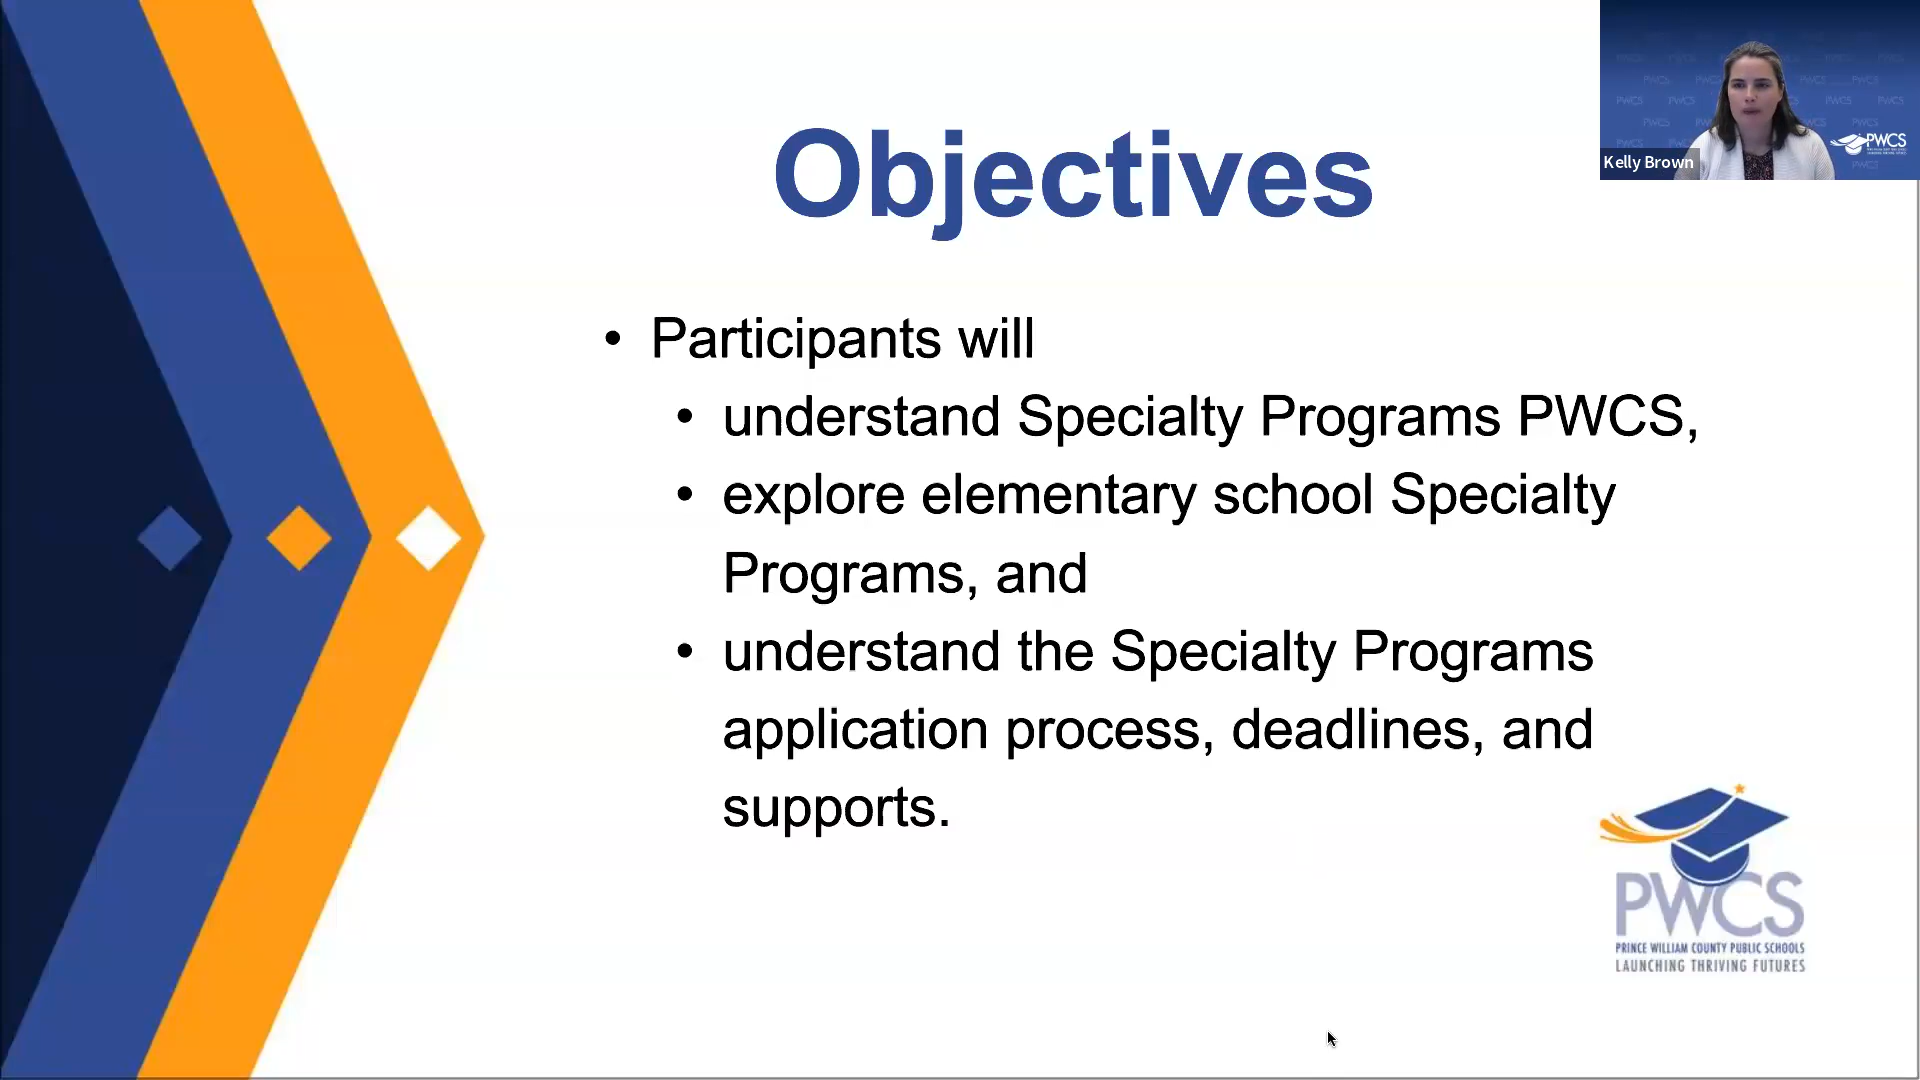 Objectives
• Participants will
• understand Specialty Programs PWCS,
• explore elementary school Specialty
Programs, and
• understand the Specialty Programs
application process, deadlines, and
supports.
Kelly Brown
PWCS
PWCS
PRINCE WILLIAM COUNTY PUBLIC SCHOOLS
LAUNCHING THRIVING FUTURES